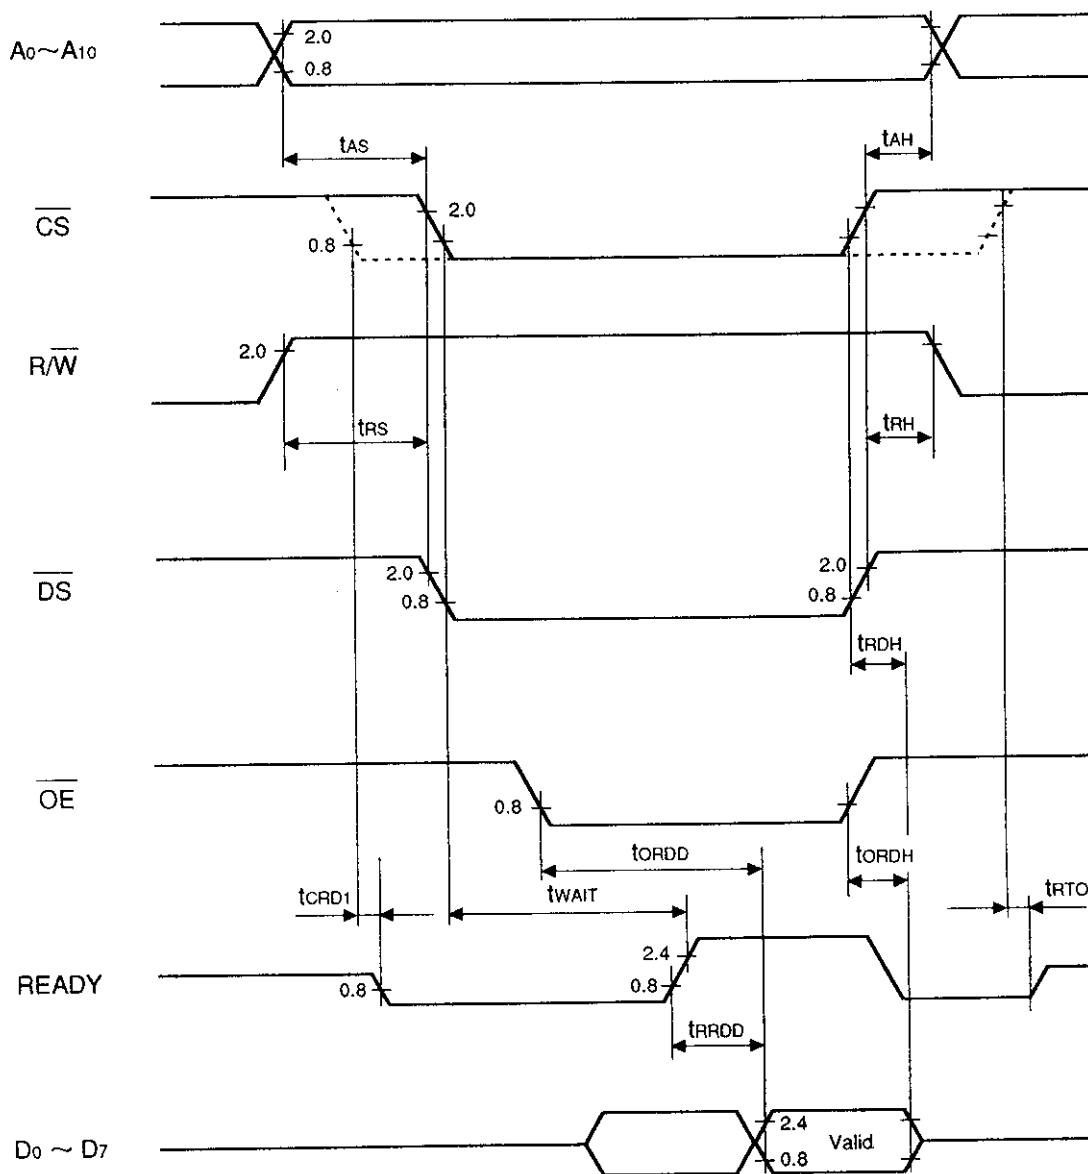 A0~A10
2.0
0.8
tAS
tAH
CS
2.0
0.8
R/W
2.0
tRS
tRH
DS
2.0
0.8
2.0
0.8
tRDH
OE
0.8
tORDD
tORDH
tCRD1
tWAIT
tRTO
READY
0.8
2.4
0.8
tRRDD
D0 ~ D7
2.4
Valid
0.8